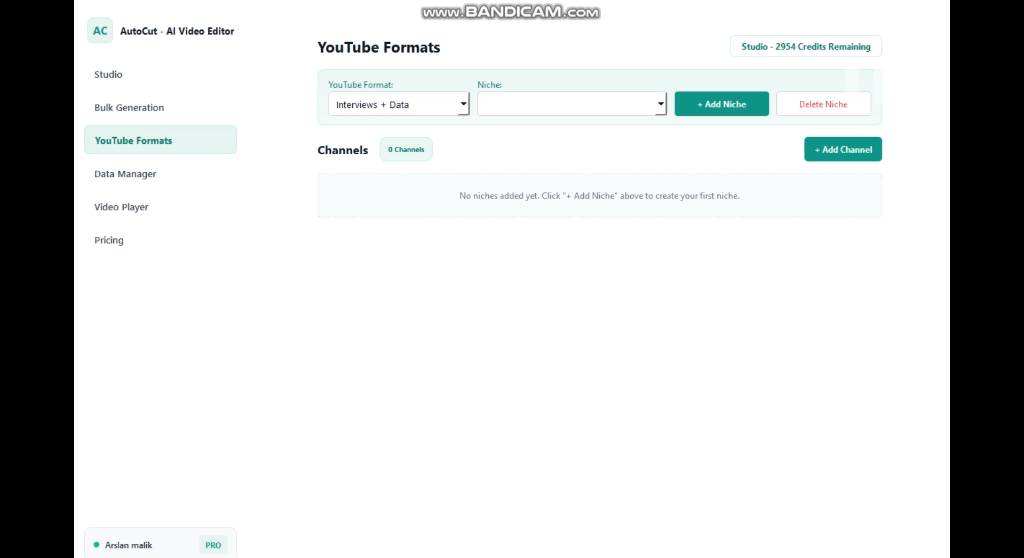 www.BANDICAM.com
AC AutoCut - AI Video Editor
Studio
Bulk Generation
YouTube Formats
Data Manager
Video Player
Pricing
Arslan malik PRO
YouTube Formats
Studio - 2954 Credits Remaining
YouTube Format: Niche:
Interviews + Data + Add Niche Delete Niche
Channels 0 Channels + Add Channel
No niches added yet. Click "+ Add Niche" above to create your first niche.